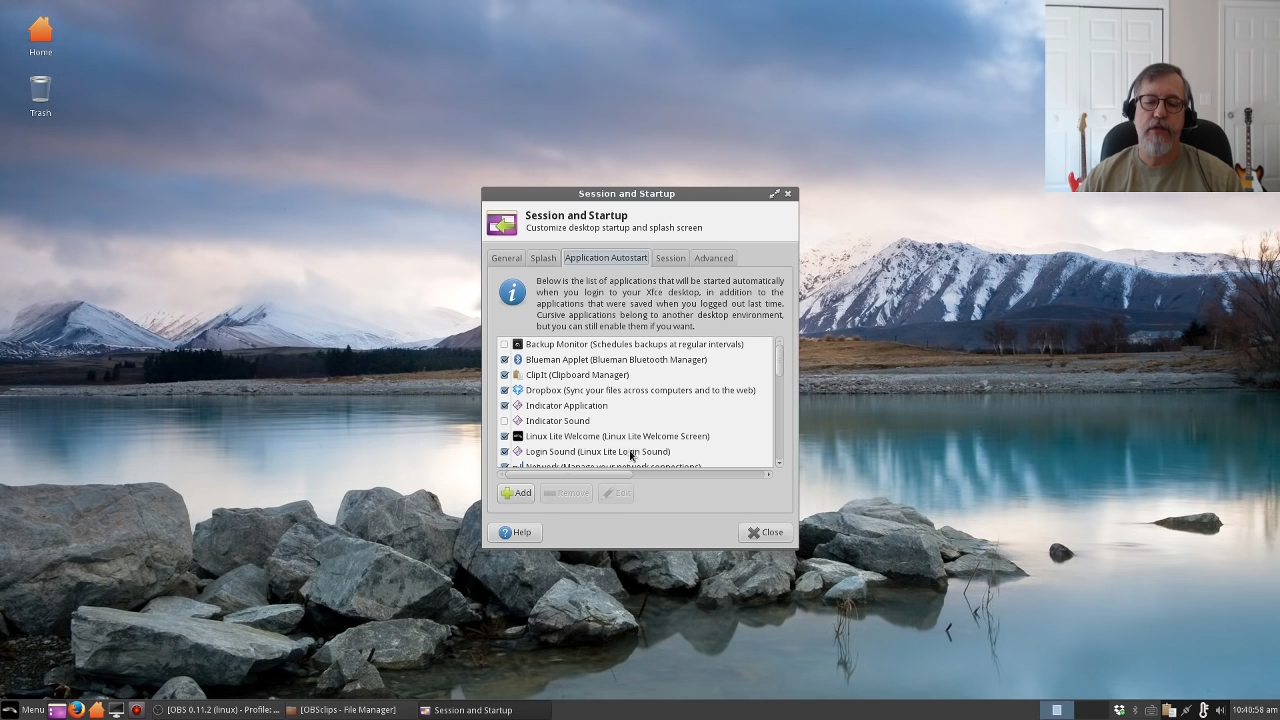 Home
Trash
Session and Startup
Session and Startup
Customize desktop startup and splash screen
General Splash Application Autostart Session Advanced
Below is the list of applications that will be started automatically
when you login to your Xfce desktop, in addition to the
applications that were saved when you logged out last time.
Cursive applications belong to another desktop environment,
but you can still enable them if you want.
Backup Monitor (Schedules backups at regular intervals)
Blueman Applet (Blueman Bluetooth Manager)
ClipIt (Clipboard Manager)
Dropbox (Sync your files across computers and to the web)
Indicator Application
Indicator Sound
Linux Lite Welcome (Linux Lite Welcome Screen)
Login Sound (Linux Lite Login Sound)
Network (Manage your network connections)
Add Remove Edit
Help Close
Menu [OBS 0.11.2 (linux) - Profile: ... [OBSclips - File Manager] Session and Startup 10:40:58 am